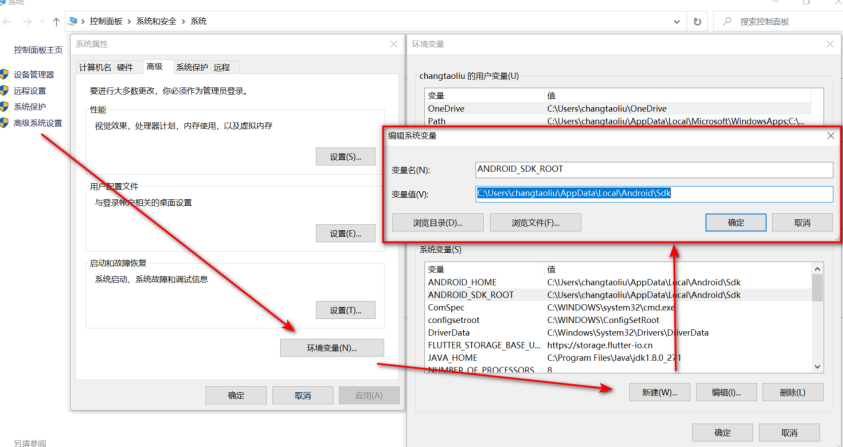 系统
控制面板 › 系统和安全 › 系统
搜索控制面板
控制面板主页
设备管理器
远程设置
系统保护
高级系统设置
另请参阅
系统属性
计算机名 硬件 高级 系统保护 远程
要进行大多数更改，你必须作为管理员登录。
性能
视觉效果，处理器计划，内存使用，以及虚拟内存
设置(S)...
用户配置文件
与登录帐户相关的桌面设置
设置(E)...
启动和故障恢复
系统启动、系统故障和调试信息
设置(T)...
环境变量(N)...
确定 取消 应用(A)
环境变量
changtaoliu 的用户变量(U)
变量 值
OneDrive C:\Users\changtaoliu\OneDrive
Path C:\Users\changtaoliu\AppData\Local\Microsoft\WindowsApps;C:\...
编辑系统变量
变量名(N): ANDROID_SDK_ROOT
变量值(V): C:\Users\changtaoliu\AppData\Local\Android\Sdk
浏览目录(D)... 浏览文件(F)... 确定 取消
系统变量(S)
变量 值
ANDROID_HOME C:\Users\changtaoliu\AppData\Local\Android\Sdk
ANDROID_SDK_ROOT C:\Users\changtaoliu\AppData\Local\Android\Sdk
ComSpec C:\WINDOWS\system32\cmd.exe
configsetroot C:\WINDOWS\ConfigSetRoot
DriverData C:\Windows\System32\Drivers\DriverData
FLUTTER_STORAGE_BASE_U... https://storage.flutter-io.cn
JAVA_HOME C:\Program Files\Java\jdk1.8.0_271
NUMBER_OF_PROCESSORS 8
新建(W)... 编辑(I)... 删除(L)
确定 取消